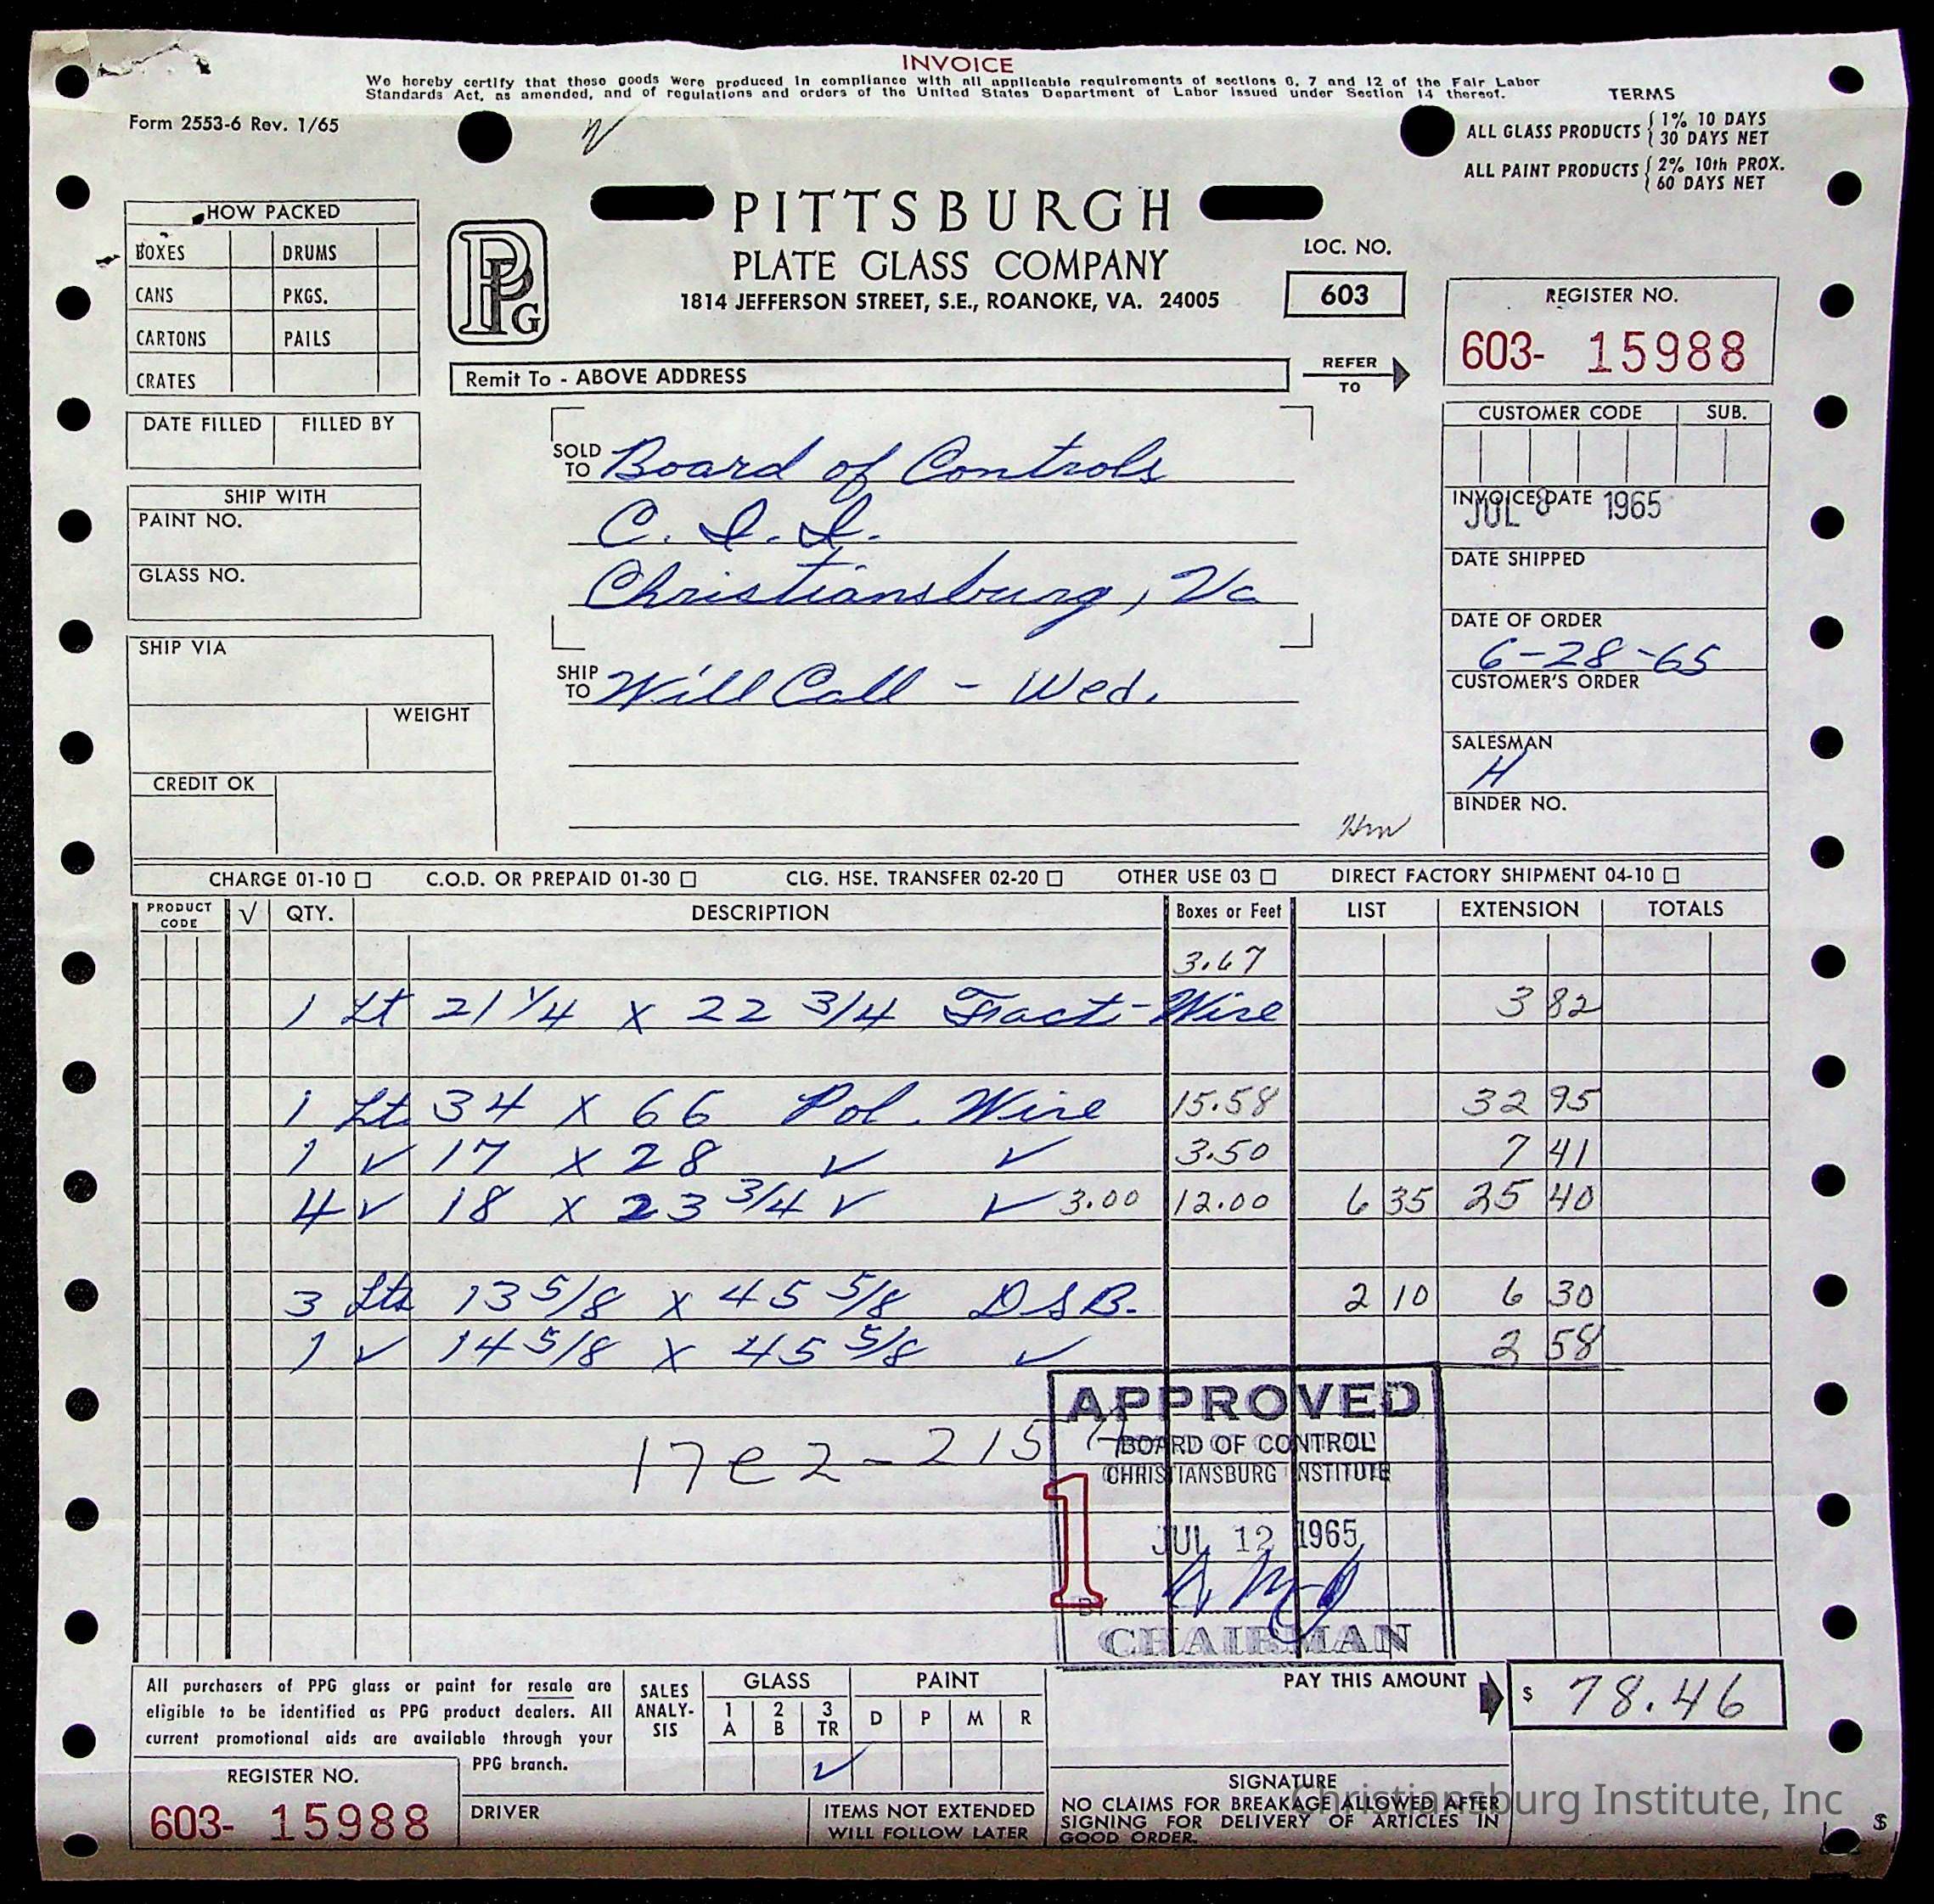 INVOICE
We hereby certify that these goods were produced in compliance with all applicable requirements of sections 6, 7 and 12 of the Fair Labor
Standards Act, as amended, and of regulations and orders of the United States Department of Labor issued under Section 14 thereof.
TERMS
ALL GLASS PRODUCTS { 1% 10 DAYS
30 DAYS NET
ALL PAINT PRODUCTS { 2% 10th PROX.
60 DAYS NET
Form 2553-6 Rev. 1/65
HOW PACKED
BOXES DRUMS
CANS PKGS.
CARTONS PAILS
CRATES
DATE FILLED FILLED BY
SHIP WITH
PAINT NO.
GLASS NO.
SHIP VIA
WEIGHT
CREDIT OK
PPG
PITTSBURGH
PLATE GLASS COMPANY
1814 JEFFERSON STREET, S.E., ROANOKE, VA. 24005
LOC. NO.
603
Remit To - ABOVE ADDRESS
REFER
TO
REGISTER NO.
603- 15988
SOLD
TO Board of Controls
C. I. I.
Christiansburg, Va
SHIP
TO Will Call - Wed.
CUSTOMER CODE SUB.
INVOICE DATE
JUL 8 1965
DATE SHIPPED
DATE OF ORDER
6-28-65
CUSTOMER'S ORDER
SALESMAN
H
BINDER NO.
CHARGE 01-10 □ C.O.D. OR PREPAID 01-30 □ CLG. HSE. TRANSFER 02-20 □ OTHER USE 03 □ DIRECT FACTORY SHIPMENT 04-10 □
PRODUCT CODE √ QTY. DESCRIPTION Boxes or Feet LIST EXTENSION TOTALS
3.67
1 Lt 21 1/4 x 22 3/4 Fract-Wire 3 82
1 Lt. 34 x 66 Pol. Wire 15.58 32 95
1 ✓ 17 x 28 ✓ ✓ 3.50 7 41
4 ✓ 18 x 23 3/4 ✓ ✓ 3.00 12.00 6 35 25 40
3 Lts 13 5/8 x 45 5/8 DSB. 2 10 6 30
1 ✓ 14 5/8 x 45 5/8 ✓ 2 58
17e2-215
APPROVED
BOARD OF CONTROL
CHRISTIANSBURG INSTITUTE
1
JUL 12 1965
BY
CHAIRMAN
All purchasers of PPG glass or paint for resale are
eligible to be identified as PPG product dealers. All
current promotional aids are available through your
PPG branch.
SALES
ANALY-
SIS
GLASS PAINT
1 A 2 B 3 TR D P M R
✓
PAY THIS AMOUNT $ 78.46
REGISTER NO.
603- 15988
DRIVER
ITEMS NOT EXTENDED
WILL FOLLOW LATER
SIGNATURE
NO CLAIMS FOR BREAKAGE ALLOWED AFTER
SIGNING FOR DELIVERY OF ARTICLES IN
GOOD ORDER.
Christiansburg Institute, Inc
$